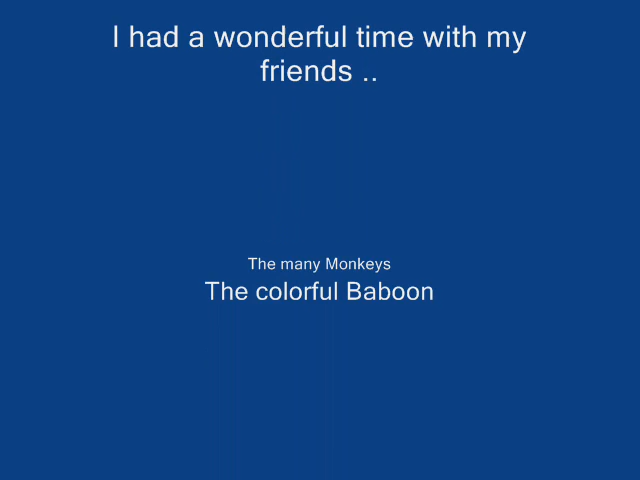 I had a wonderful time with my
friends ..
The many Monkeys
The colorful Baboon